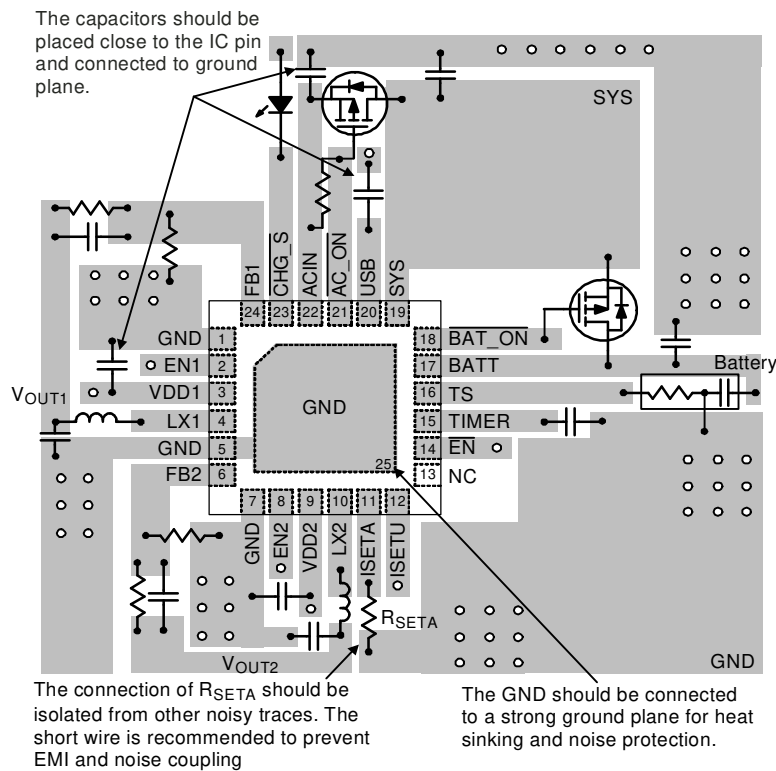 The capacitors should be
placed close to the IC pin
and connected to ground
plane.
SYS
FB1
CHG_S
ACIN
AC_ON
USB
SYS
24
23
22
21
20
19
GND
1
EN1
2
VDD1
3
LX1
4
GND
5
FB2
6
VOUT1
18
BAT_ON
17
BATT
16
TS
15
TIMER
14
EN
13
NC
Battery
GND
25
7
8
9
10
11
12
GND
EN2
VDD2
LX2
ISETA
ISETU
RSETA
VOUT2
GND
The connection of RSETA should be
isolated from other noisy traces. The
short wire is recommended to prevent
EMI and noise coupling
The GND should be connected
to a strong ground plane for heat
sinking and noise protection.